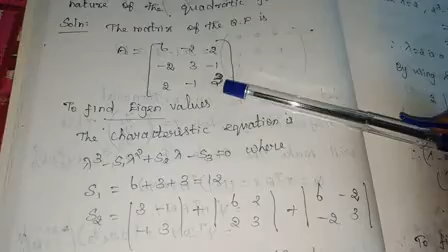 nature of the quadratic
Soln: The matrix of the Q.F is
A = [ 6 -2 2
-2 3 -1
2 -1 3 ]
To find Eigen values
The characteristic equation is
λ³ - S₁λ² + S₂λ - S₃ = 0 where
S₁ = 6 + 3 + 3 = 12
S₂ = | 3 -1 | + | 6 2 | + | 6 -2 |
| -1 3 | | 2 3 | | -2 3 |
By using